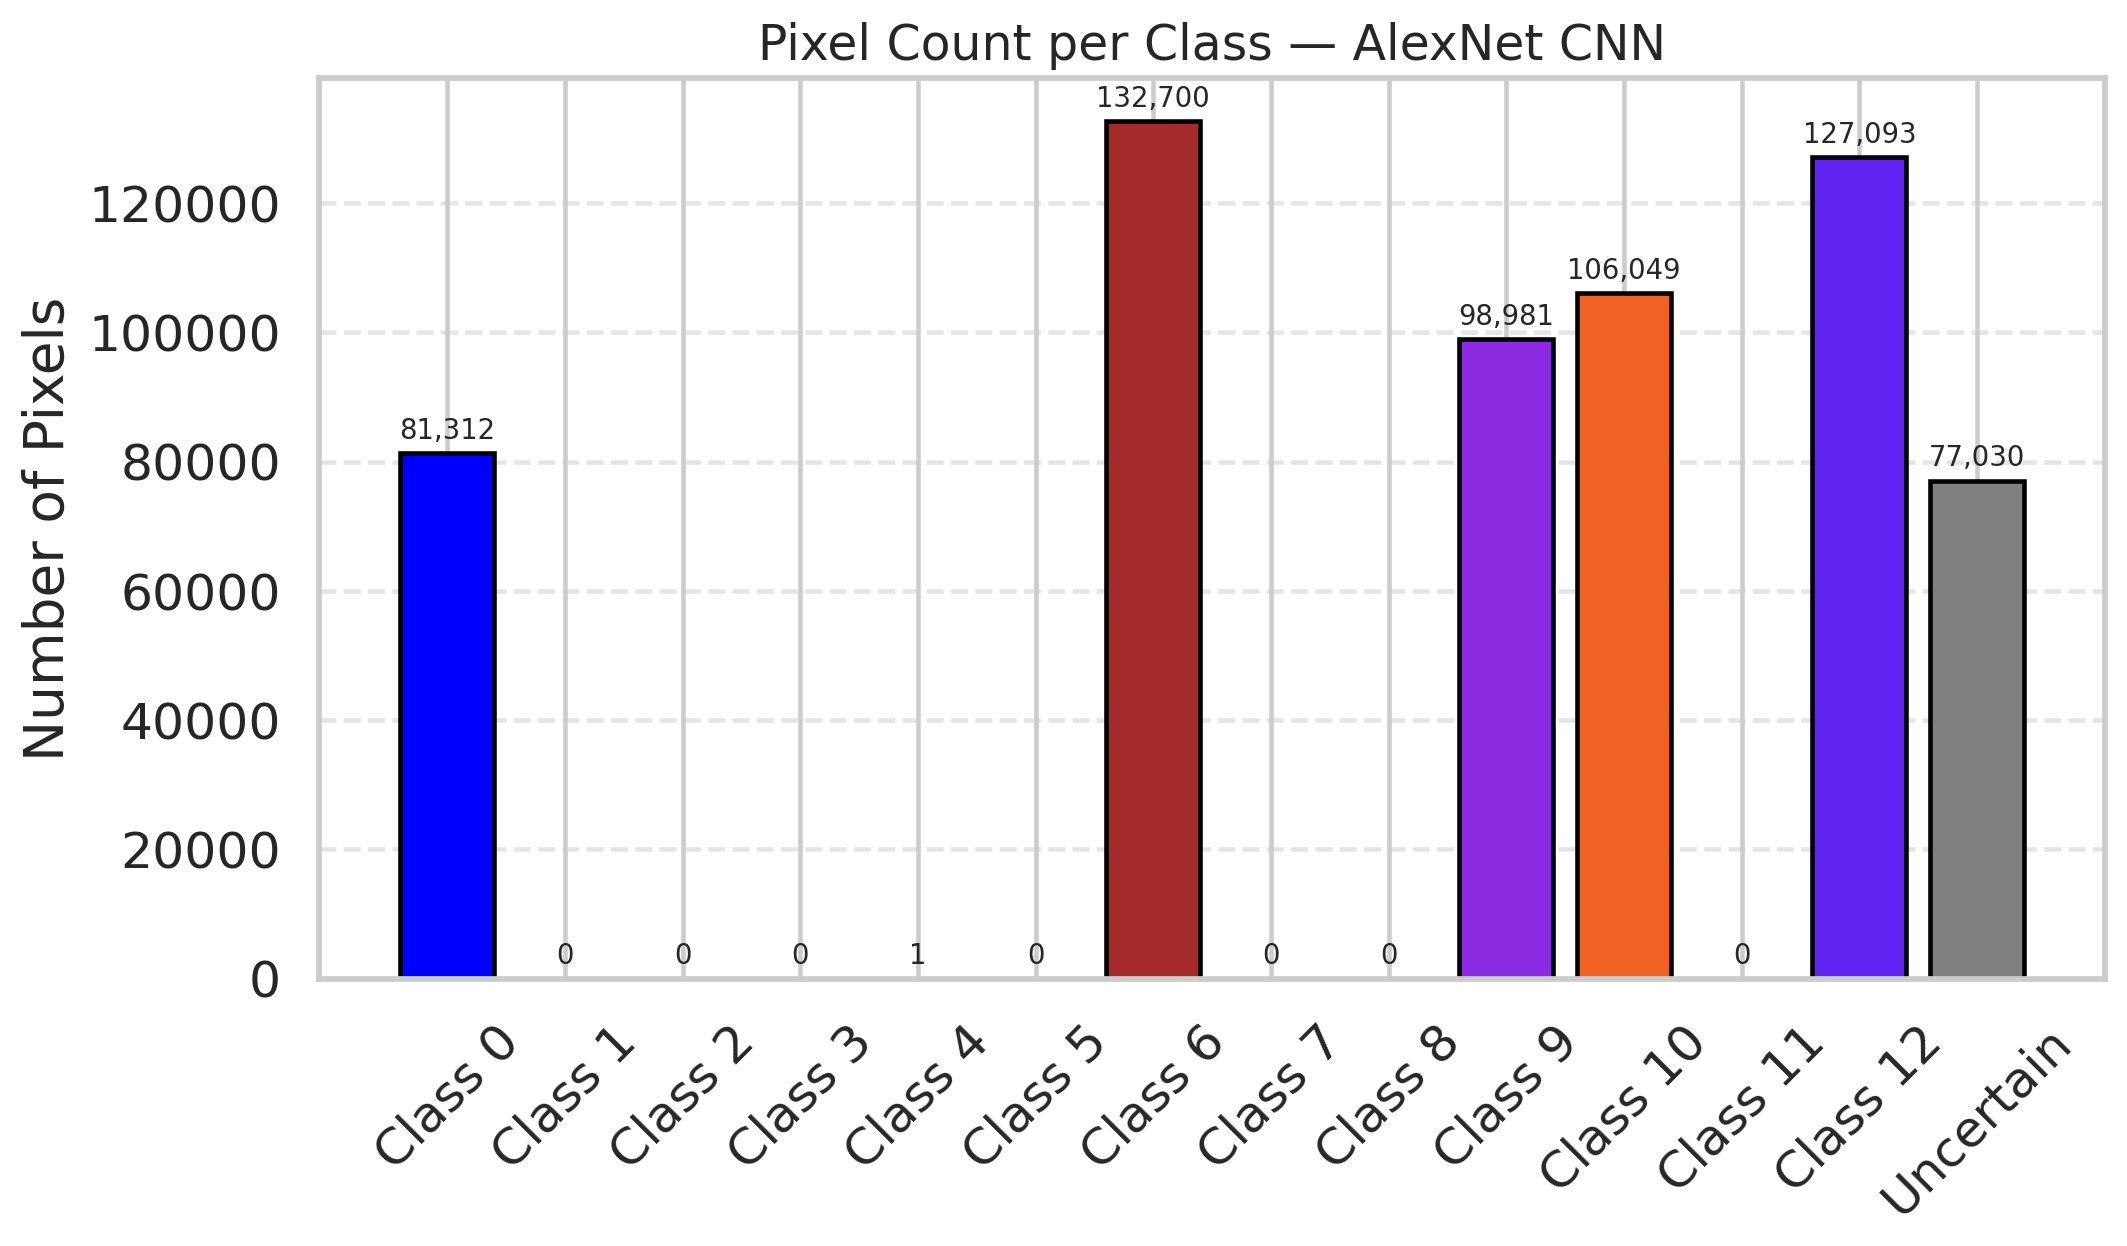 Pixel Count per Class — AlexNet CNN
Number of Pixels
120000
100000
80000
60000
40000
20000
0
81,312
0
0
0
1
0
132,700
0
0
98,981
106,049
0
127,093
77,030
Class 0
Class 1
Class 2
Class 3
Class 4
Class 5
Class 6
Class 7
Class 8
Class 9
Class 10
Class 11
Class 12
Uncertain